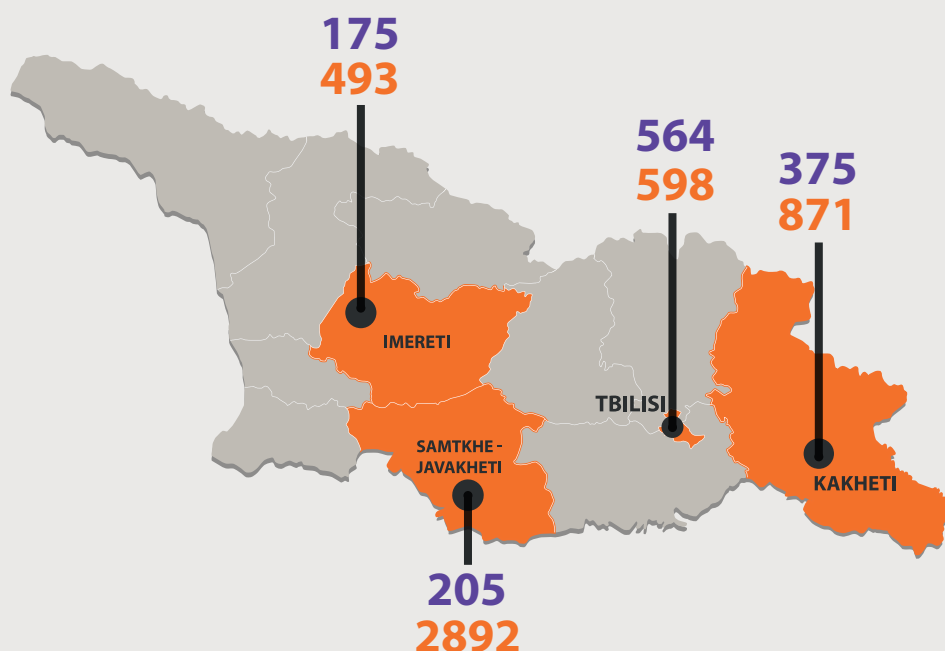 175
493
564
598
375
871
IMERETI
TBILISI
SAMTKHE -
JAVAKHETI
KAKHETI
205
2892